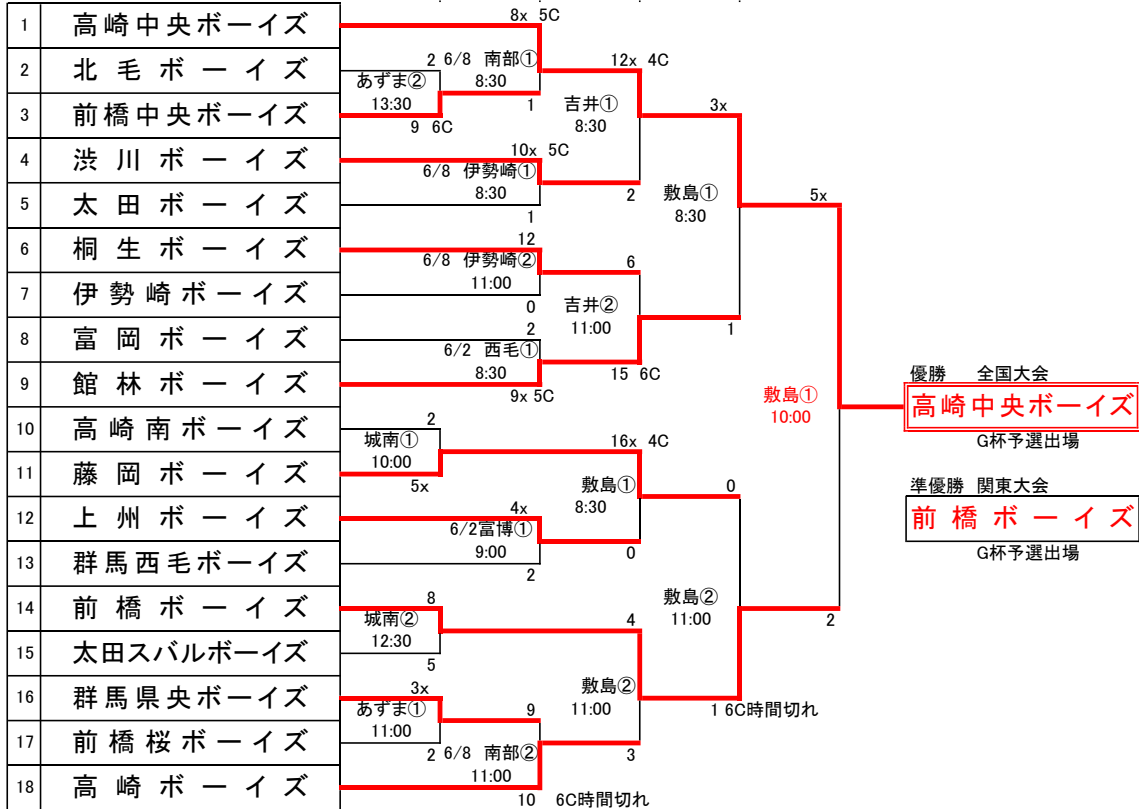 1 高崎中央ボーイズ
2 北毛ボーイズ
3 前橋中央ボーイズ
4 渋川ボーイズ
5 太田ボーイズ
6 桐生ボーイズ
7 伊勢崎ボーイズ
8 富岡ボーイズ
9 館林ボーイズ
10 高崎南ボーイズ
11 藤岡ボーイズ
12 上州ボーイズ
13 群馬西毛ボーイズ
14 前橋ボーイズ
15 太田スバルボーイズ
16 群馬県央ボーイズ
17 前橋桜ボーイズ
18 高崎ボーイズ
2
あずま②
13:30
9 6C
2
城南①
10:00
5x
8
城南②
12:30
5
3x
あずま①
11:00
2
8x 5C
6/8 南部①
8:30
1
10x 5C
6/8 伊勢崎①
8:30
1
12
6/8 伊勢崎②
11:00
0
2
6/2 西毛①
8:30
9x 5C
4x
6/2富博①
9:00
2
9
6/8 南部②
11:00
10 6C時間切れ
12x 4C
吉井①
8:30
2
6
吉井②
11:00
15 6C
16x 4C
敷島①
8:30
0
4
敷島②
11:00
3
3x
敷島①
8:30
1
0
敷島②
11:00
1 6C時間切れ
5x
敷島①
10:00
2
優勝 全国大会
高崎中央ボーイズ
G杯予選出場
準優勝 関東大会
前橋ボーイズ
G杯予選出場